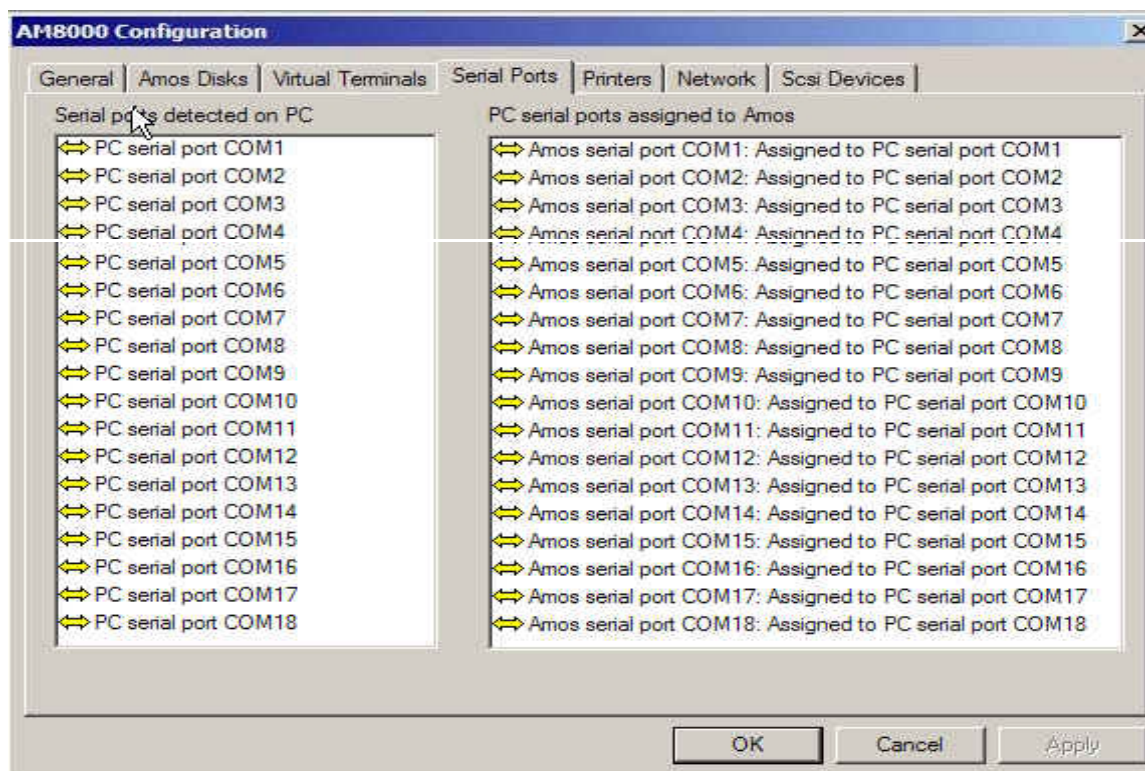 AM8000 Configuration
General Amos Disks Virtual Terminals Serial Ports Printers Network Scsi Devices
Serial ports detected on PC
PC serial port COM1
PC serial port COM2
PC serial port COM3
PC serial port COM4
PC serial port COM5
PC serial port COM6
PC serial port COM7
PC serial port COM8
PC serial port COM9
PC serial port COM10
PC serial port COM11
PC serial port COM12
PC serial port COM13
PC serial port COM14
PC serial port COM15
PC serial port COM16
PC serial port COM17
PC serial port COM18
PC serial ports assigned to Amos
Amos serial port COM1: Assigned to PC serial port COM1
Amos serial port COM2: Assigned to PC serial port COM2
Amos serial port COM3: Assigned to PC serial port COM3
Amos serial port COM4: Assigned to PC serial port COM4
Amos serial port COM5: Assigned to PC serial port COM5
Amos serial port COM6: Assigned to PC serial port COM6
Amos serial port COM7: Assigned to PC serial port COM7
Amos serial port COM8: Assigned to PC serial port COM8
Amos serial port COM9: Assigned to PC serial port COM9
Amos serial port COM10: Assigned to PC serial port COM10
Amos serial port COM11: Assigned to PC serial port COM11
Amos serial port COM12: Assigned to PC serial port COM12
Amos serial port COM13: Assigned to PC serial port COM13
Amos serial port COM14: Assigned to PC serial port COM14
Amos serial port COM15: Assigned to PC serial port COM15
Amos serial port COM16: Assigned to PC serial port COM16
Amos serial port COM17: Assigned to PC serial port COM17
Amos serial port COM18: Assigned to PC serial port COM18
OK Cancel Apply